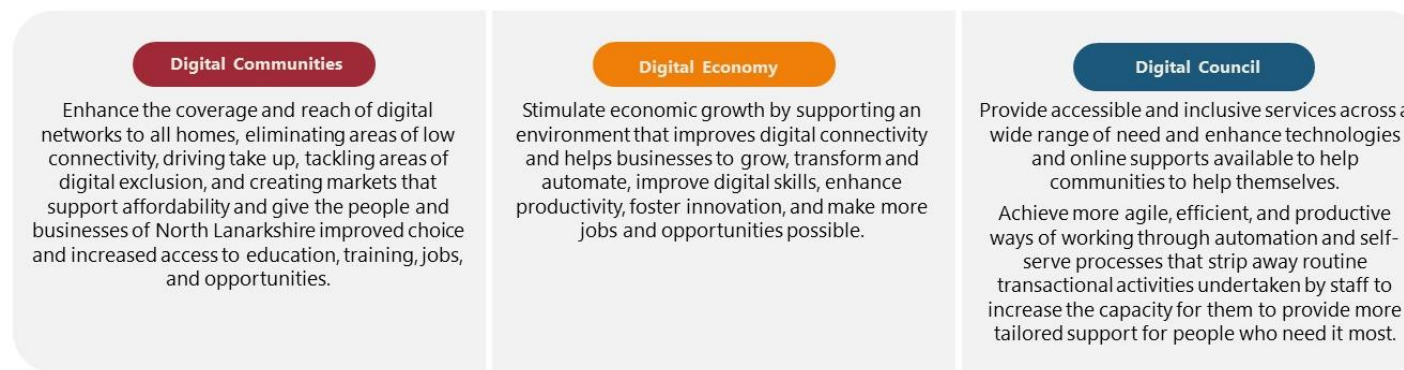 Digital Communities
Enhance the coverage and reach of digital
networks to all homes, eliminating areas of low
connectivity, driving take up, tackling areas of
digital exclusion, and creating markets that
support affordability and give the people and
businesses of North Lanarkshire improved choice
and increased access to education, training, jobs,
and opportunities.
Digital Economy
Stimulate economic growth by supporting an
environment that improves digital connectivity
and helps businesses to grow, transform and
automate, improve digital skills, enhance
productivity, foster innovation, and make more
jobs and opportunities possible.
Digital Council
Provide accessible and inclusive services across a
wide range of need and enhance technologies
and online supports available to help
communities to help themselves.
Achieve more agile, efficient, and productive
ways of working through automation and self-
serve processes that strip away routine
transactional activities undertaken by staff to
increase the capacity for them to provide more
tailored support for people who need it most.